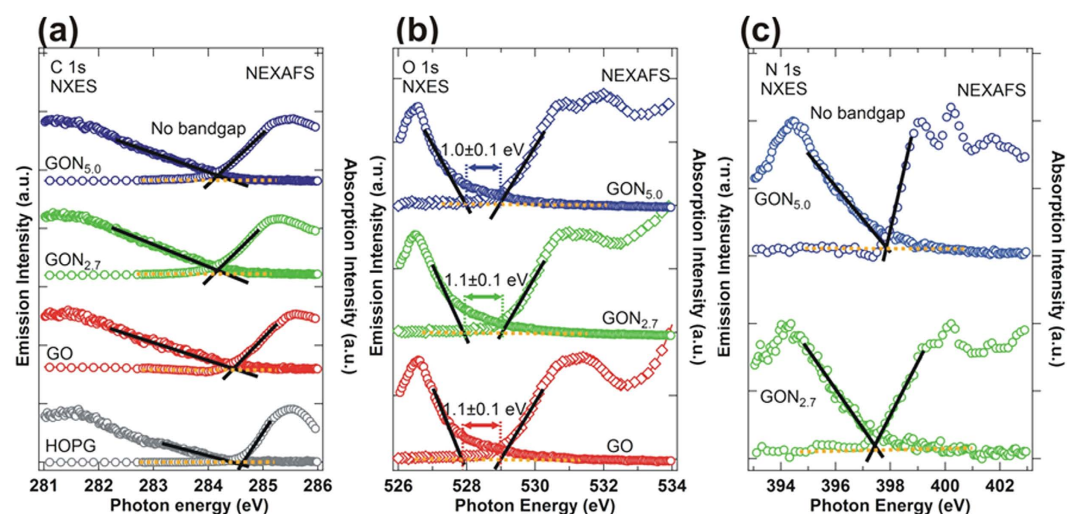 (a)
C 1s
NXES
NEXAFS
No bandgap
GON5.0
GON2.7
GO
HOPG
Emission Intensity (a.u.)
Absorption Intensity (a.u.)
281 282 283 284 285 286
Photon energy (eV)
(b)
O 1s
NXES
NEXAFS
1.0±0.1 eV
GON5.0
1.1±0.1 eV
GON2.7
1.1±0.1 eV
GO
Emission Intensity (a.u.)
Absorption Intensity (a.u.)
526 528 530 532 534
Photon Energy (eV)
(c)
N 1s
NXES
NEXAFS
No bandgap
GON5.0
GON2.7
Emission Intensity (a.u.)
Absorption Intensity (a.u.)
394 396 398 400 402
Photon Energy (eV)